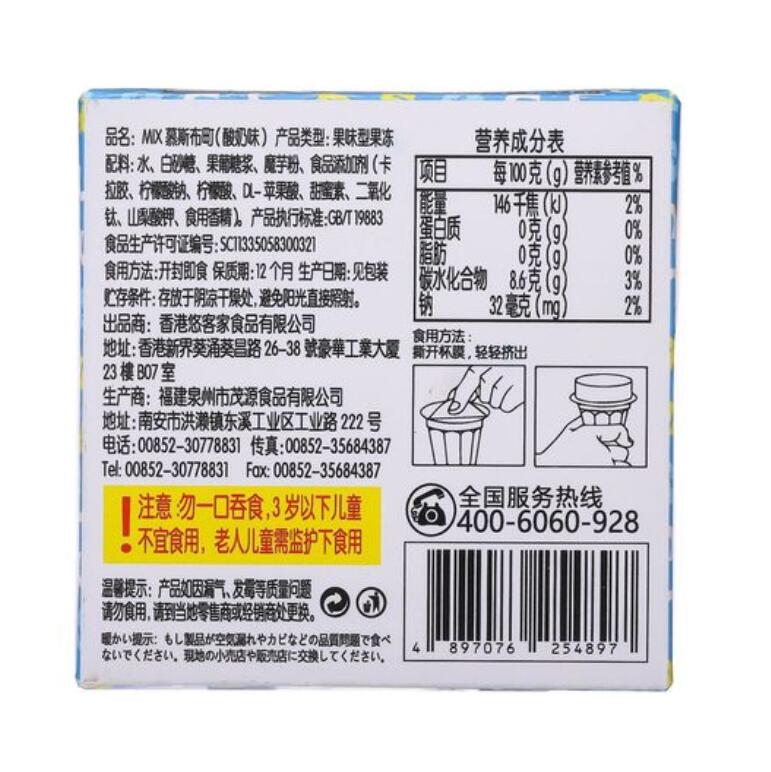 品名：MIX慕斯布町（酸奶味）产品类型：果味型果冻
配料：水、白砂糖、果葡糖浆、魔芋粉、食品添加剂（卡
拉胶、柠檬酸钠、柠檬酸、DL-苹果酸、甜蜜素、二氧化
钛、山梨酸钾、食用香精）。产品执行标准:GB/T 19883
食品生产许可证编号:SC11335058300321
食用方法:开封即食 保质期:12个月 生产日期:见包装
贮存条件：存放于阴凉干燥处,避免阳光直接照射。
出品商：香港悠客家食品有限公司
地址:香港新界葵涌葵昌路26-38號豪華工業大廈
23樓B07室
生产商：福建泉州市茂源食品有限公司
地址:南安市洪濑镇东溪工业区工业路222号
电话:00852-30778831 传真:00852-35684387
Tel: 00852-30778831 Fax: 00852-35684387
！注意:勿一口吞食,3岁以下儿童
不宜食用，老人儿童需监护下食用
温馨提示：产品如因漏气、发霉等质量问题
请勿食用,请到当地零售商或经销商处更换。
暖かい提示：もし製品が空気漏れやカビなどの品質問題で食べ
ないでください。現地の小売店や販売店に交換してください。
营养成分表
项目 每100克(g) 营养素参考值%
能量 146千焦(kJ) 2%
蛋白质 0克(g) 0%
脂肪 0克(g) 0%
碳水化合物 8.6克(g) 3%
钠 32毫克(mg) 2%
食用方法：
撕开杯膜，轻轻挤出
全国服务热线
400-6060-928
4 897076 254897